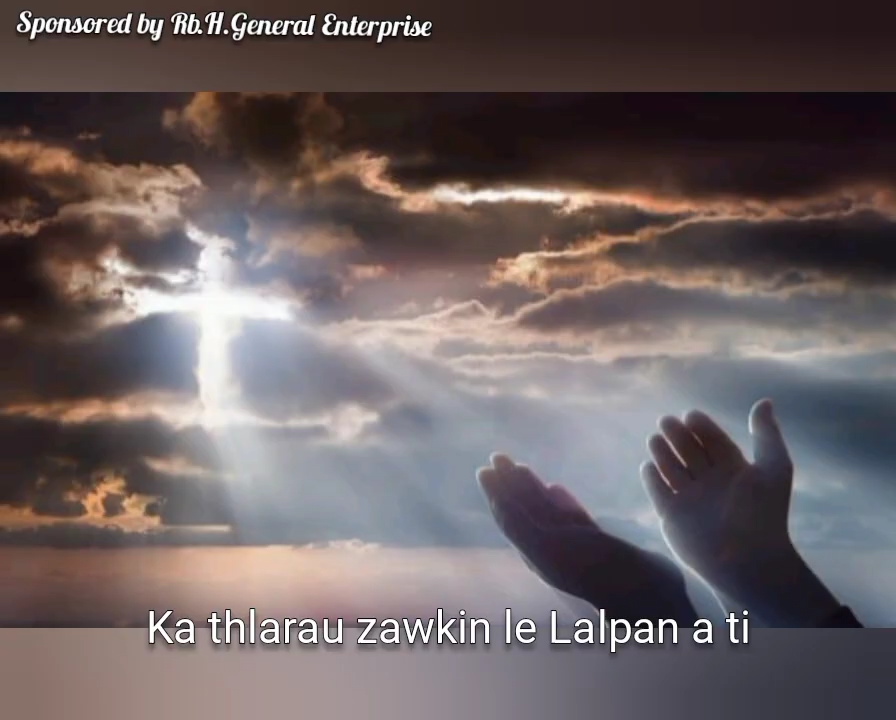 Sponsored by Rb.H.General Enterprise
Ka thlarau zawkin le Lalpan a ti